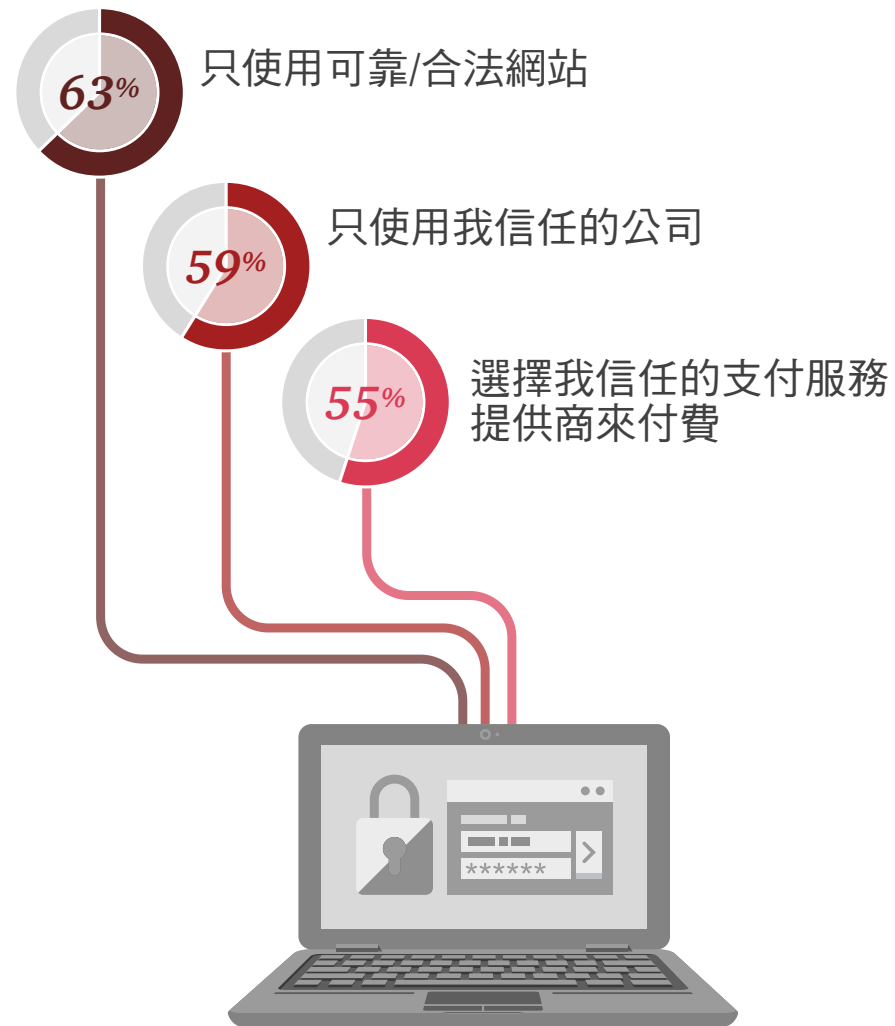 63%
只使用可靠/合法網站
59%
只使用我信任的公司
55%
選擇我信任的支付服務
提供商來付費
******